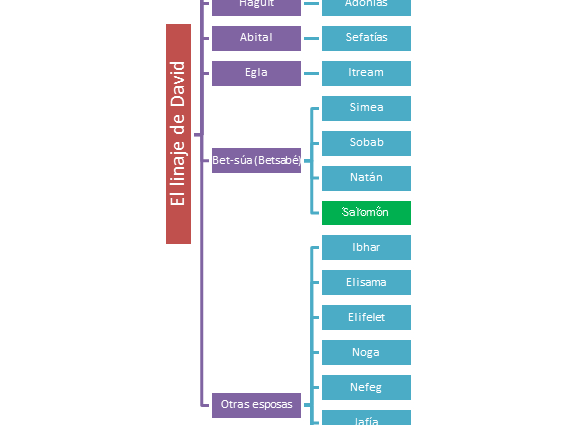 El linaje de David
Haguit
Adonías
Abital
Sefatías
Egla
Itream
Bet-súa (Betsabé)
Simea
Sobab
Natán
Salomón
Otras esposas
Ibhar
Elisama
Elifelet
Noga
Nefeg
Jafía